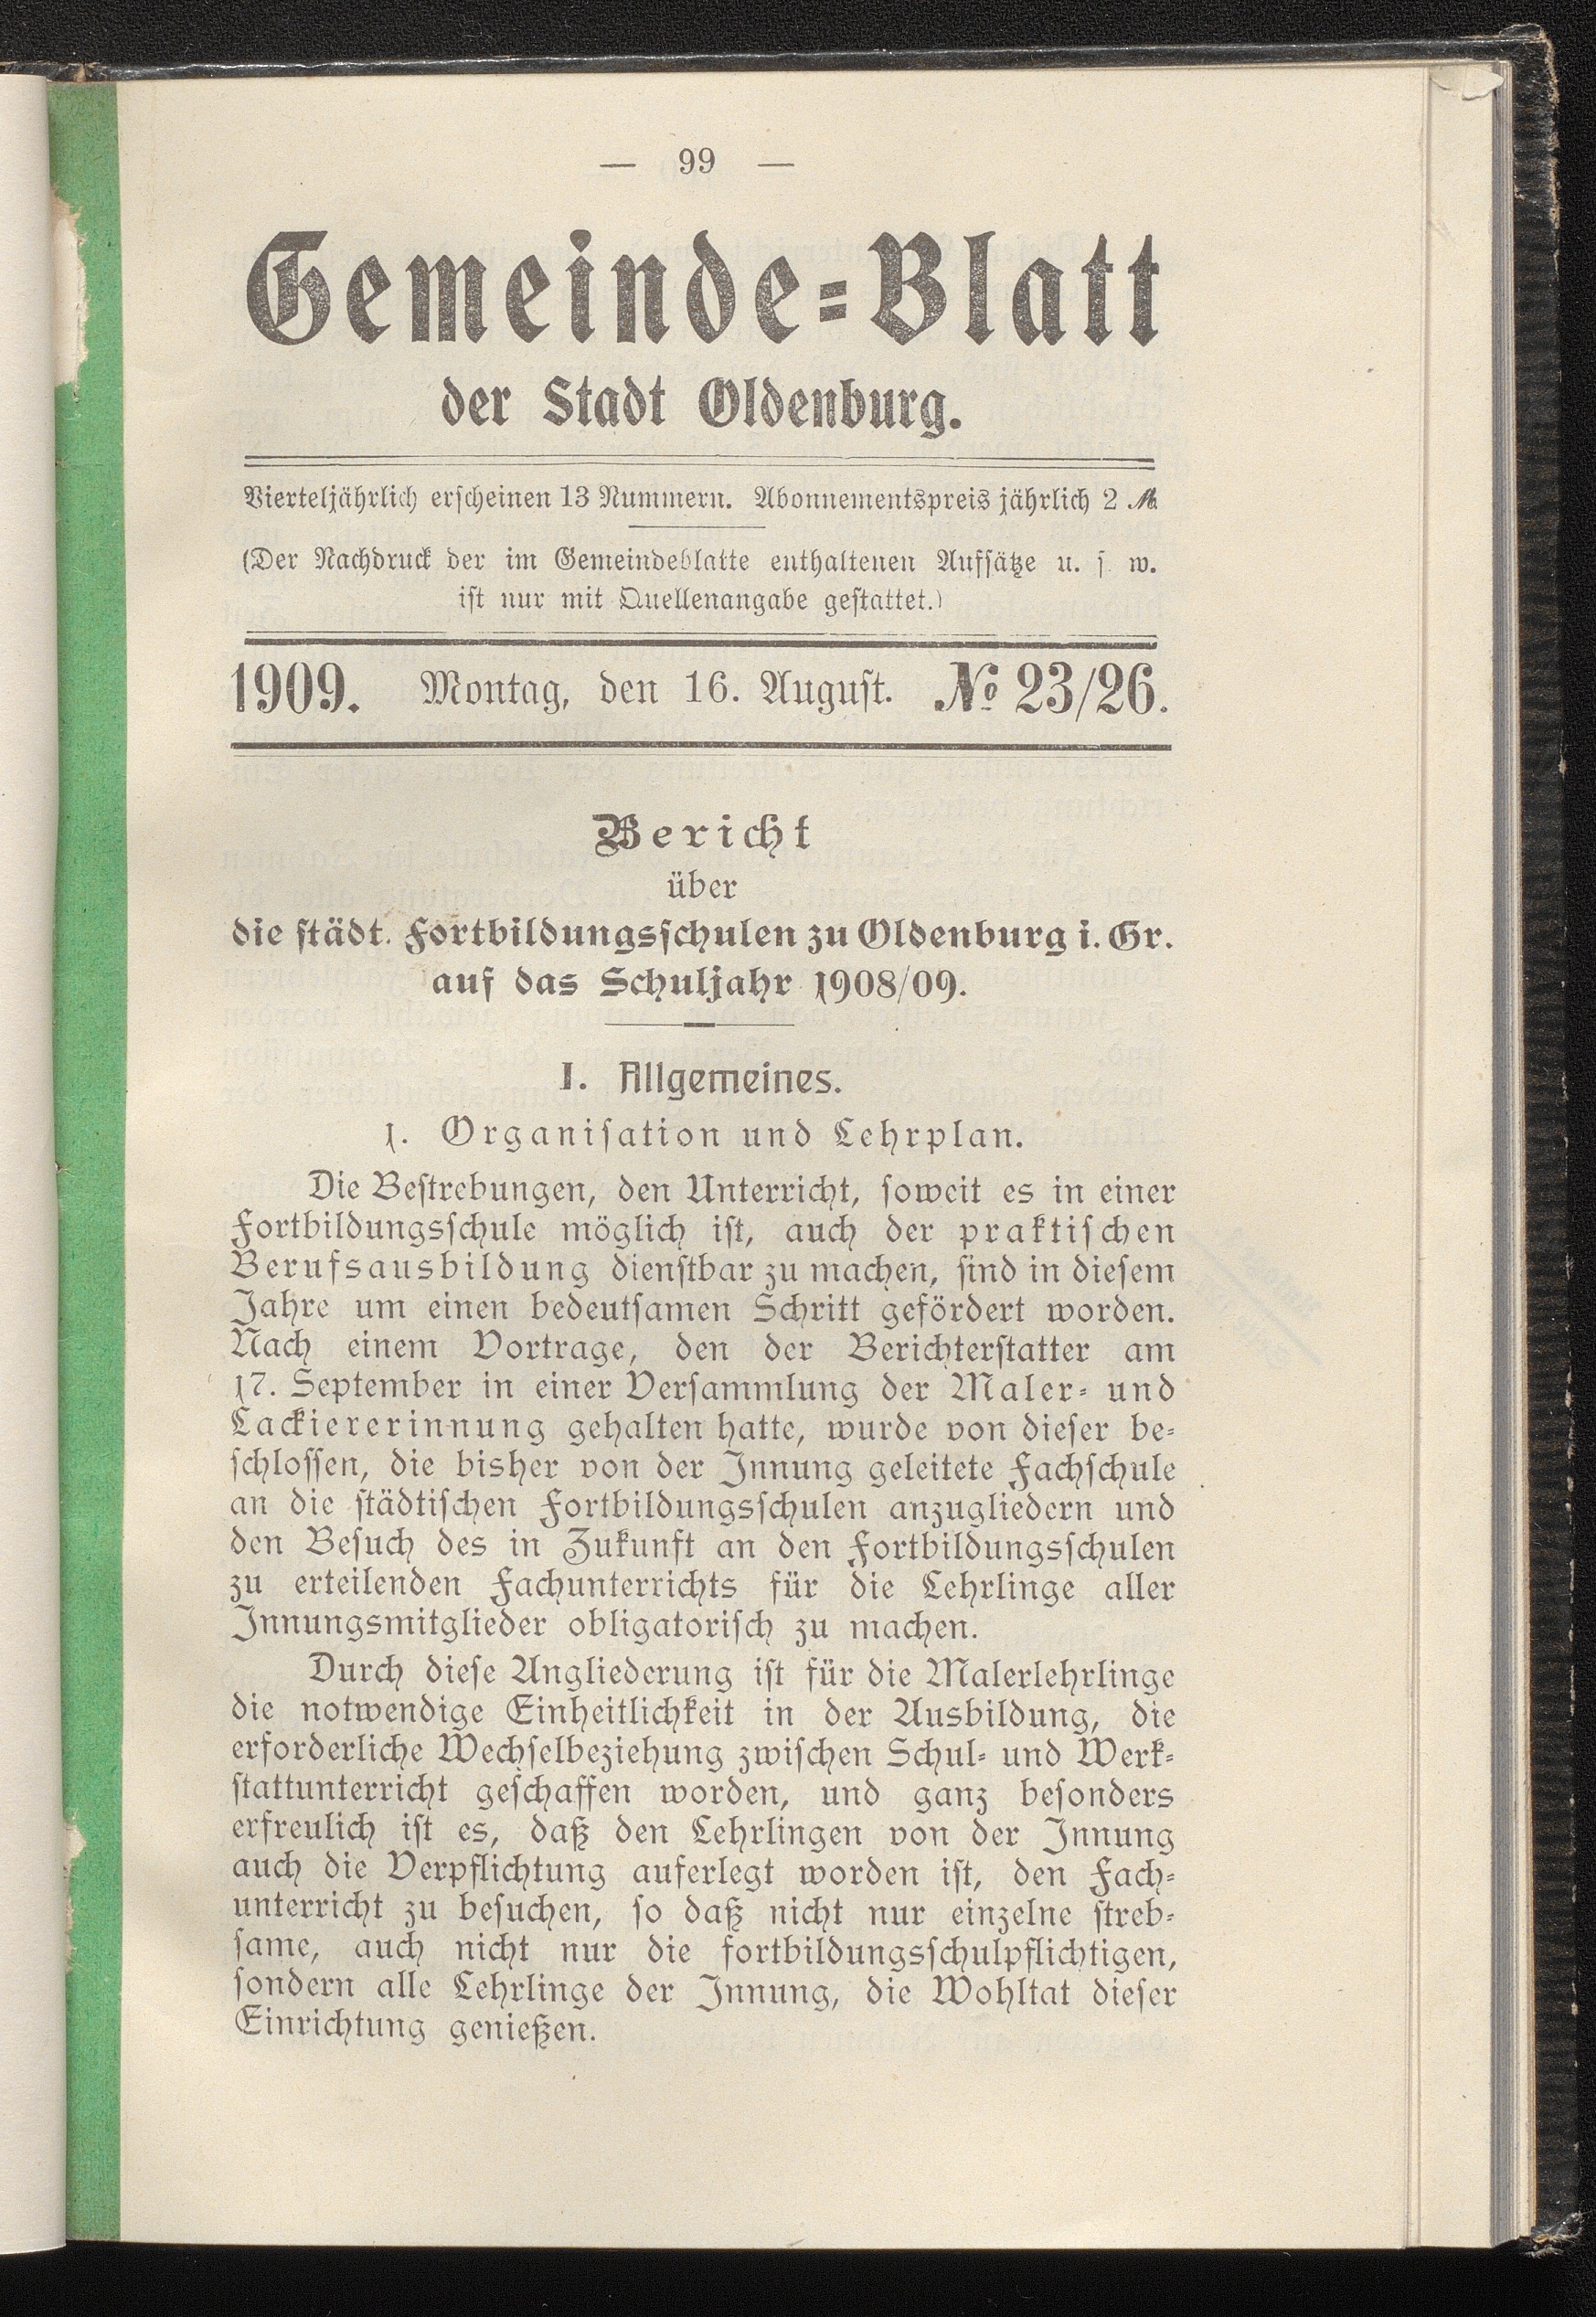 — 99 —
Gemeinde=Blatt
der Stadt Oldenburg.
Vierteljährlich erscheinen 13 Nummern. Abonnementspreis jährlich 2 ℳ
(Der Nachdruck der im Gemeindeblatte enthaltenen Aufsätze u. s w.
ist nur mit Quellenangabe gestattet.)
1909. Montag, den 16. August. № 23/26.
Bericht
über
die städt. Fortbildungsschulen zu Oldenburg i. Gr.
auf das Schuljahr 1908/09.
I. Allgemeines.
1. Organisation und Lehrplan.
Die Bestrebungen, den Unterricht, soweit es in einer
Fortbildungsschule möglich ist, auch der praktischen
Berufsausbildung dienstbar zu machen, sind in diesem
Jahre um einen bedeutsamen Schritt gefördert worden.
Nach einem Vortrage, den der Berichterstatter am
17. September in einer Versammlung der Maler= und
Lackiererinnung gehalten hatte, wurde von dieser be=
schlossen, die bisher von der Innung geleitete Fachschule
an die städtischen Fortbildungsschulen anzugliedern und
den Besuch des in Zukunft an den Fortbildungsschulen
zu erteilenden Fachunterrichts für die Lehrlinge aller
Innungsmitglieder obligatorisch zu machen.
Durch diese Angliederung ist für die Malerlehrlinge
die notwendige Einheitlichkeit in der Ausbildung, die
erforderliche Wechselbeziehung zwischen Schul= und Werk=
stattunterricht geschaffen worden, und ganz besonders
erfreulich ist es, daß den Lehrlingen von der Innung
auch die Verpflichtung auferlegt worden ist, den Fach=
unterricht zu besuchen, so daß nicht nur einzelne streb=
same, auch nicht nur die fortbildungsschulpflichtigen,
sondern alle Lehrlinge der Innung, die Wohltat dieser
Einrichtung genießen.